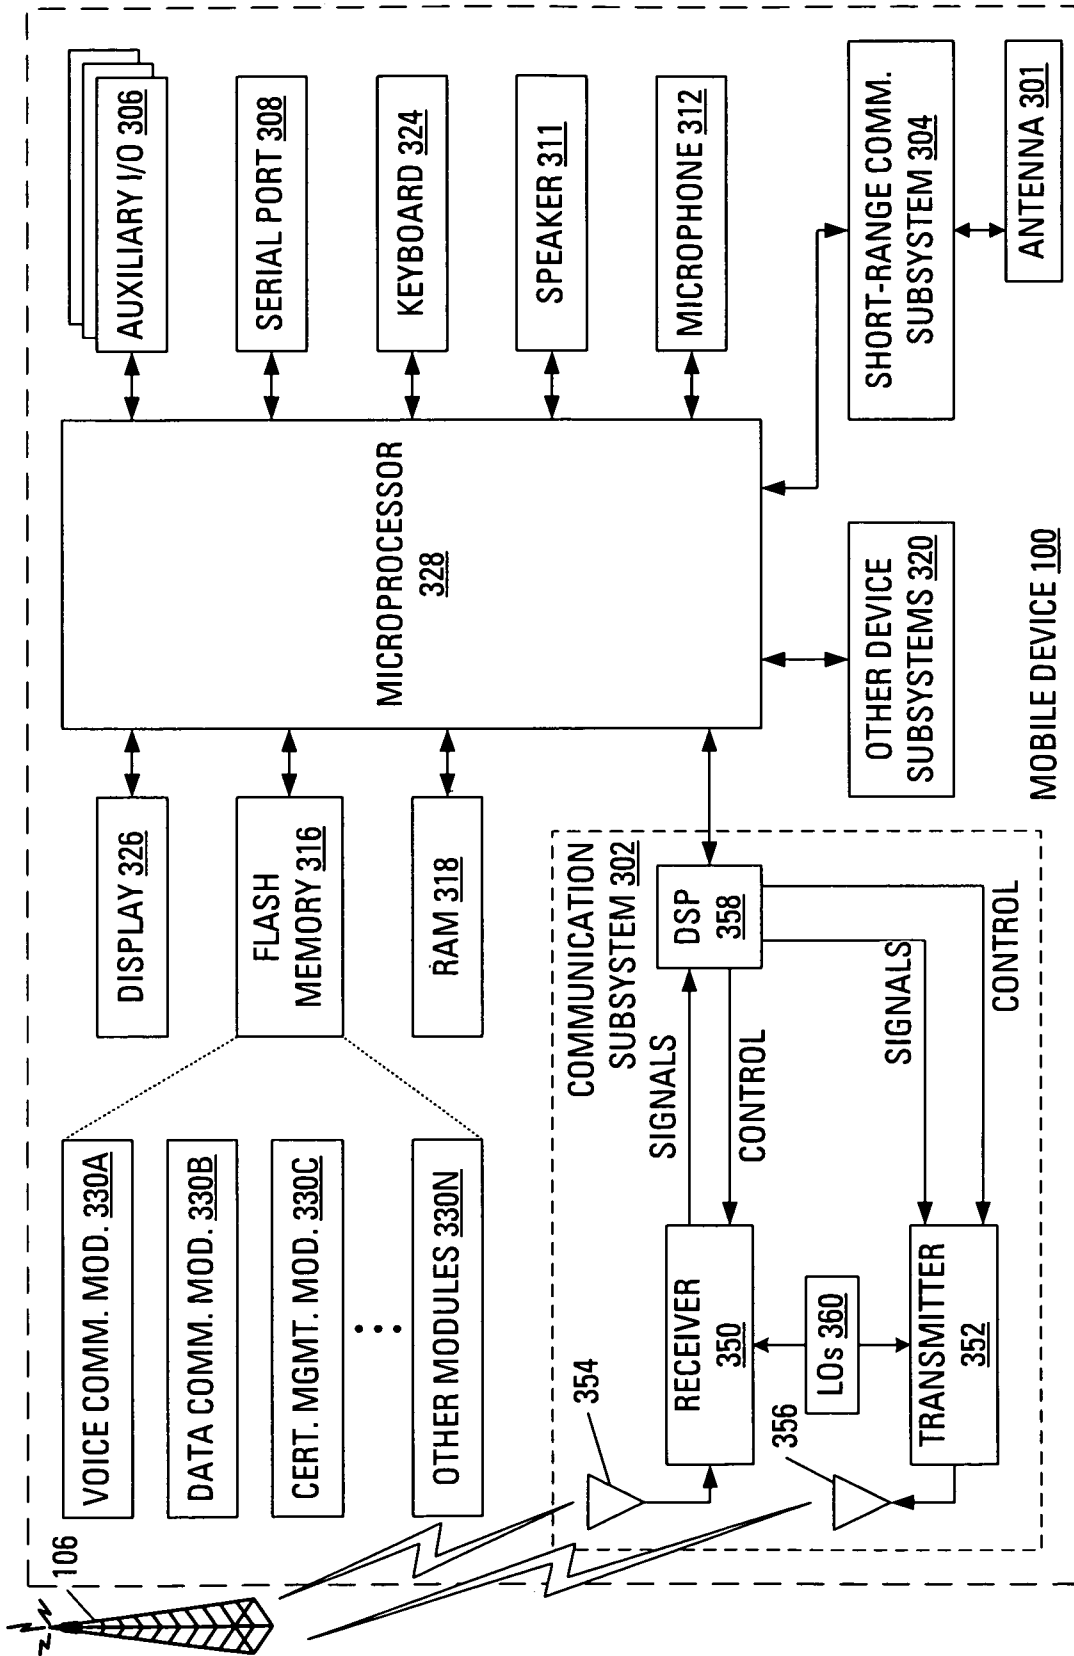 106
VOICE COMM. MOD. 330A
DATA COMM. MOD. 330B
CERT. MGMT. MOD. 330C
OTHER MODULES 330N
DISPLAY 326
FLASH
MEMORY 316
RAM 318
MICROPROCESSOR
328
AUXILIARY I/O 306
SERIAL PORT 308
KEYBOARD 324
SPEAKER 311
MICROPHONE 312
COMMUNICATION
SUBSYSTEM 302
354
RECEIVER
350
SIGNALS
CONTROL
DSP
358
356
LOs 360
TRANSMITTER
352
SIGNALS
CONTROL
OTHER DEVICE
SUBSYSTEMS 320
SHORT-RANGE COMM.
SUBSYSTEM 304
ANTENNA 301
MOBILE DEVICE 100